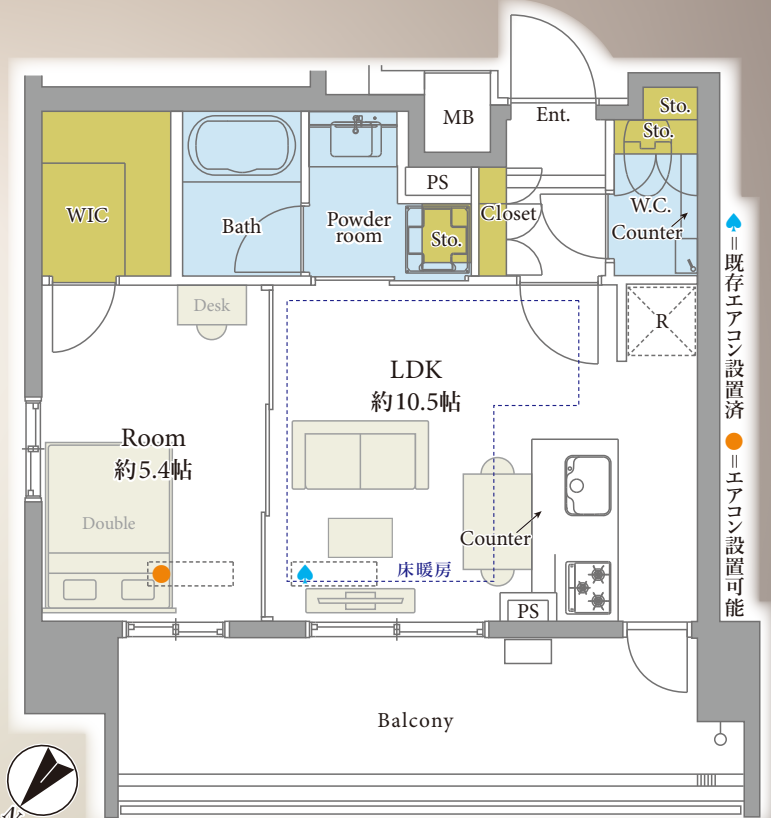 Ent.
Sto.
Sto.
MB
PS
WIC
Bath
Powder
room
Sto.
Closet
W.C.
Counter
Desk
R
LDK
約10.5帖
Room
約5.4帖
Double
Counter
床暖房
PS
Balcony
N
♠=既存エアコン設置済 ●=エアコン設置可能